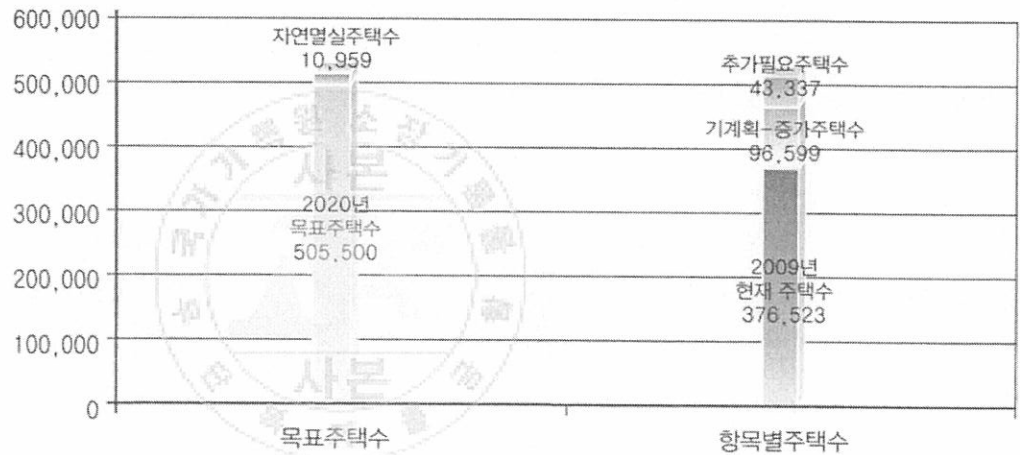 600,000
500,000
400,000
300,000
200,000
100,000
0
자연멸실주택수
10,959
2020년
목표주택수
505,500
추가필요주택수
43,337
기계획-증가주택수
96,599
2009년
현재 주택수
376,523
목표주택수
항목별주택수
사본
사본